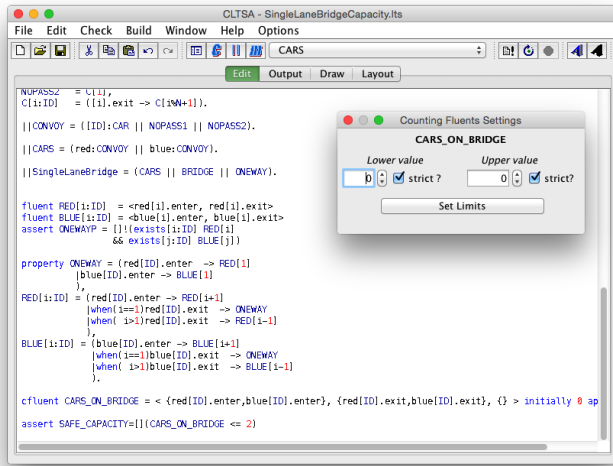 CLTSA - SingleLaneBridgeCapacity.lts
File Edit Check Build Window Help Options
CARS
Edit Output Draw Layout
NOPASS2 = C[1],
C[i:ID] = ([i].exit -> C[i%N+1]).
||CONVOY = ([ID]:CAR || NOPASS1 || NOPASS2).
||CARS = (red:CONVOY || blue:CONVOY).
||SingleLaneBridge = (CARS || BRIDGE || ONEWAY).
fluent RED[i:ID] = <red[i].enter, red[i].exit>
fluent BLUE[i:ID] = <blue[i].enter, blue[i].exit>
assert ONEWAYP = []!(exists[i:ID] RED[i]
&& exists[j:ID] BLUE[j])
property ONEWAY = (red[ID].enter -> RED[1]
|blue[ID].enter -> BLUE[1]
),
RED[i:ID] = (red[ID].enter -> RED[i+1]
|when(i==1)red[ID].exit -> ONEWAY
|when( i>1)red[ID].exit -> RED[i-1]
),
BLUE[i:ID] = (blue[ID].enter -> BLUE[i+1]
|when(i==1)blue[ID].exit -> ONEWAY
|when( i>1)blue[ID].exit -> BLUE[i-1]
).
cfluent CARS_ON_BRIDGE = < {red[ID].enter,blue[ID].enter}, {red[ID].exit,blue[ID].exit}, {} > initially 0 ap
assert SAFE_CAPACITY=[](CARS_ON_BRIDGE <= 2)
Counting Fluents Settings
CARS_ON_BRIDGE
Lower value Upper value
0 strict ? 0 strict?
Set Limits